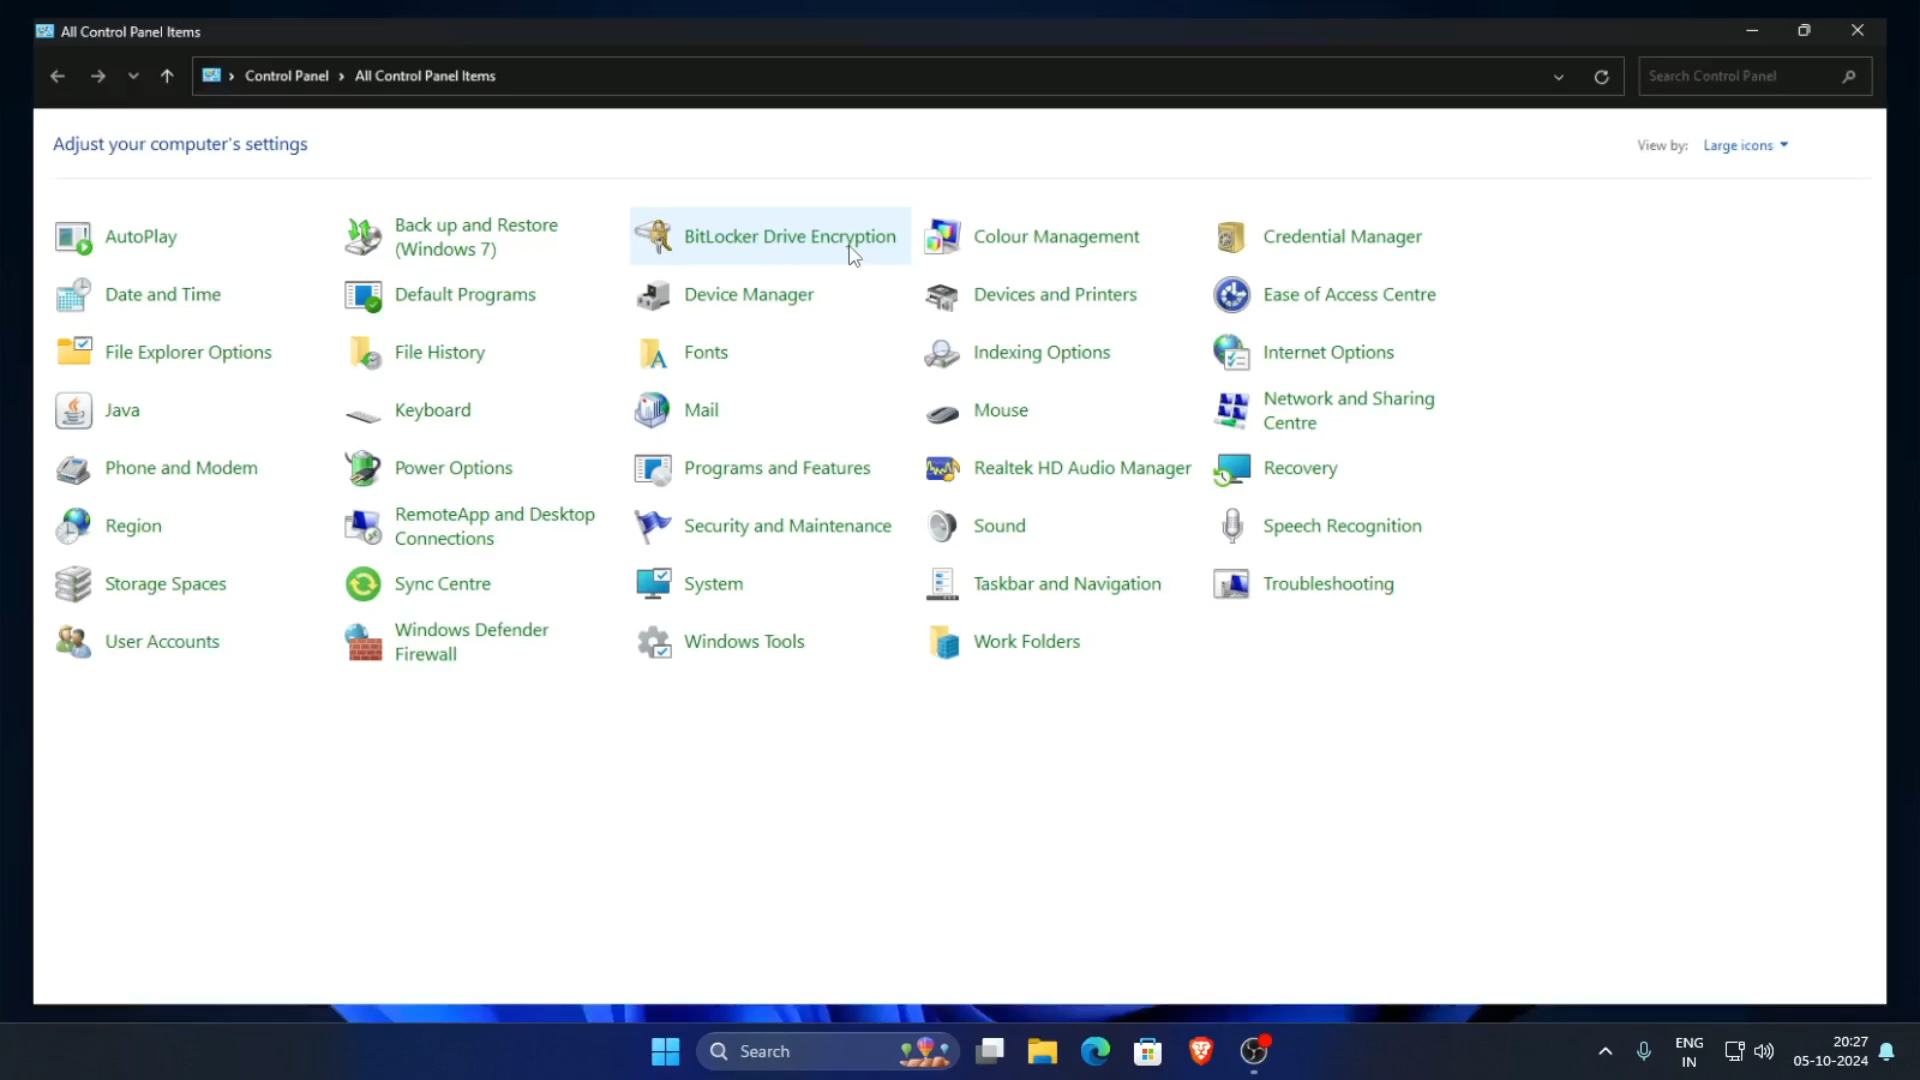 All Control Panel Items
Control Panel › All Control Panel Items
Search Control Panel
Adjust your computer's settings
View by: Large icons
AutoPlay
Back up and Restore
(Windows 7)
BitLocker Drive Encryption
Colour Management
Credential Manager
Date and Time
Default Programs
Device Manager
Devices and Printers
Ease of Access Centre
File Explorer Options
File History
Fonts
Indexing Options
Internet Options
Java
Keyboard
Mail
Mouse
Network and Sharing
Centre
Phone and Modem
Power Options
Programs and Features
Realtek HD Audio Manager
Recovery
Region
RemoteApp and Desktop
Connections
Security and Maintenance
Sound
Speech Recognition
Storage Spaces
Sync Centre
System
Taskbar and Navigation
Troubleshooting
User Accounts
Windows Defender
Firewall
Windows Tools
Work Folders
Search
ENG
IN
20:27
05-10-2024